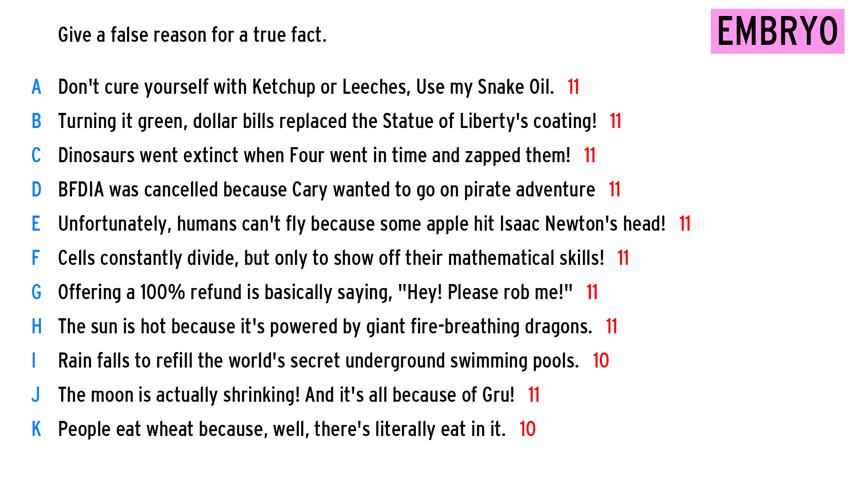 Give a false reason for a true fact.
EMBRYO
A Don't cure yourself with Ketchup or Leeches, Use my Snake Oil. 11
B Turning it green, dollar bills replaced the Statue of Liberty's coating! 11
C Dinosaurs went extinct when Four went in time and zapped them! 11
D BFDIA was cancelled because Cary wanted to go on pirate adventure 11
E Unfortunately, humans can't fly because some apple hit Isaac Newton's head! 11
F Cells constantly divide, but only to show off their mathematical skills! 11
G Offering a 100% refund is basically saying, "Hey! Please rob me!" 11
H The sun is hot because it's powered by giant fire-breathing dragons. 11
I Rain falls to refill the world's secret underground swimming pools. 10
J The moon is actually shrinking! And it's all because of Gru! 11
K People eat wheat because, well, there's literally eat in it. 10